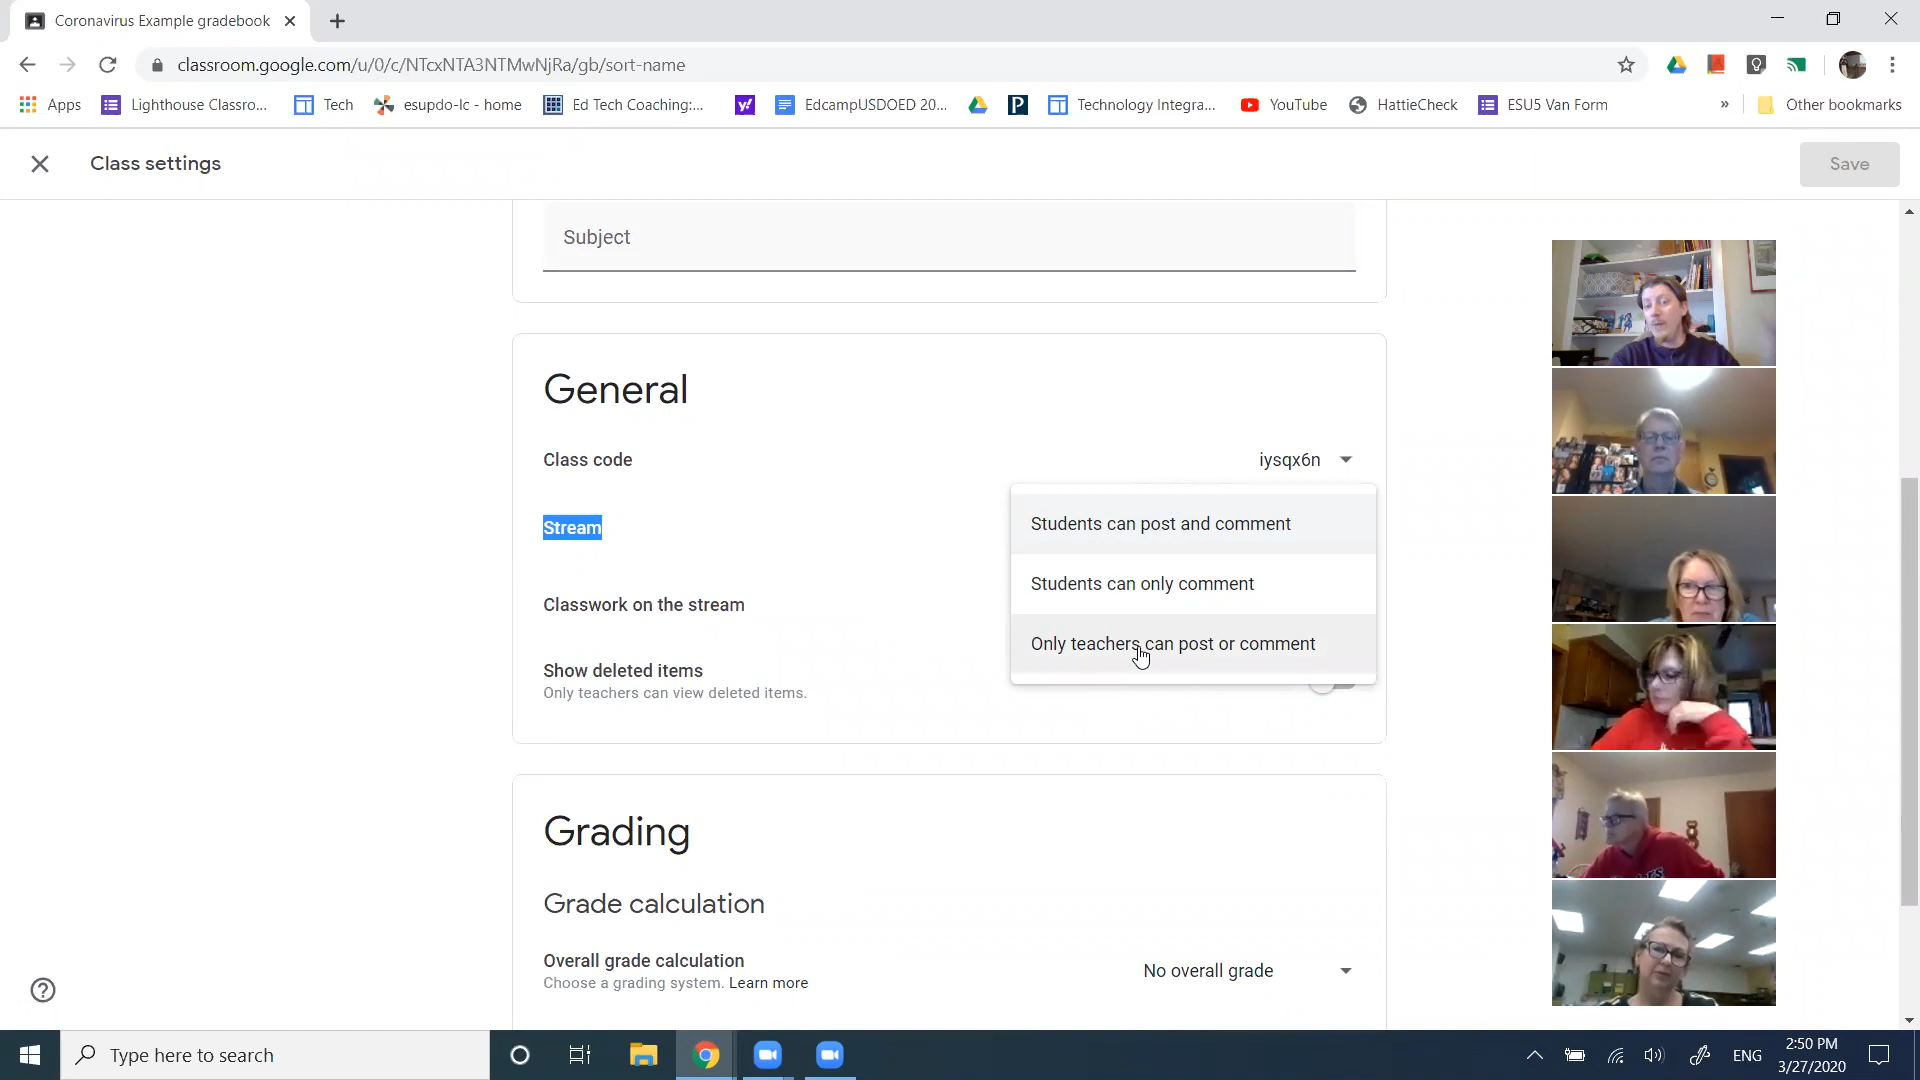 Coronavirus Example gradebook
classroom.google.com/u/0/c/NTcxNTA3NTMwNjRa/gb/sort-name
Apps Lighthouse Classro... Tech esupdo-lc - home Ed Tech Coaching:... y! EdcampUSDOED 20... P Technology Integra... YouTube HattieCheck ESU5 Van Form » Other bookmarks
Class settings
Save
Subject
General
Class code
iysqx6n
Stream
Students can post and comment
Students can only comment
Classwork on the stream
Only teachers can post or comment
Show deleted items
Only teachers can view deleted items.
Grading
Grade calculation
Overall grade calculation
No overall grade
Choose a grading system. Learn more
Type here to search
ENG
2:50 PM
3/27/2020